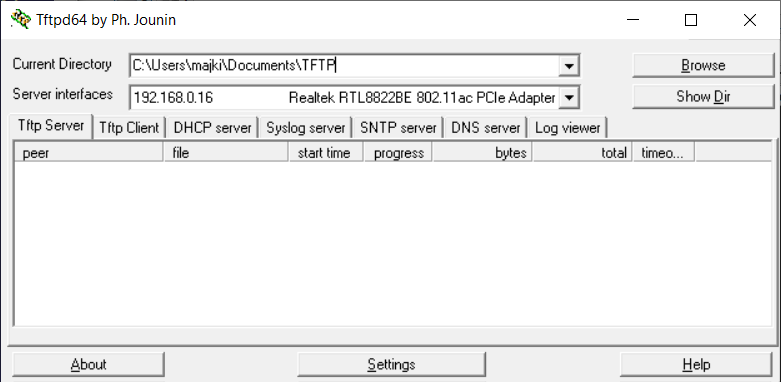 Tftpd64 by Ph. Jounin
Current Directory C:\Users\majki\Documents\TFTP Browse
Server interfaces 192.168.0.16 Realtek RTL8822BE 802.11ac PCIe Adapter Show Dir
Tftp Server Tftp Client DHCP server Syslog server SNTP server DNS server Log viewer
peer file start time progress bytes total timeo...
About Settings Help